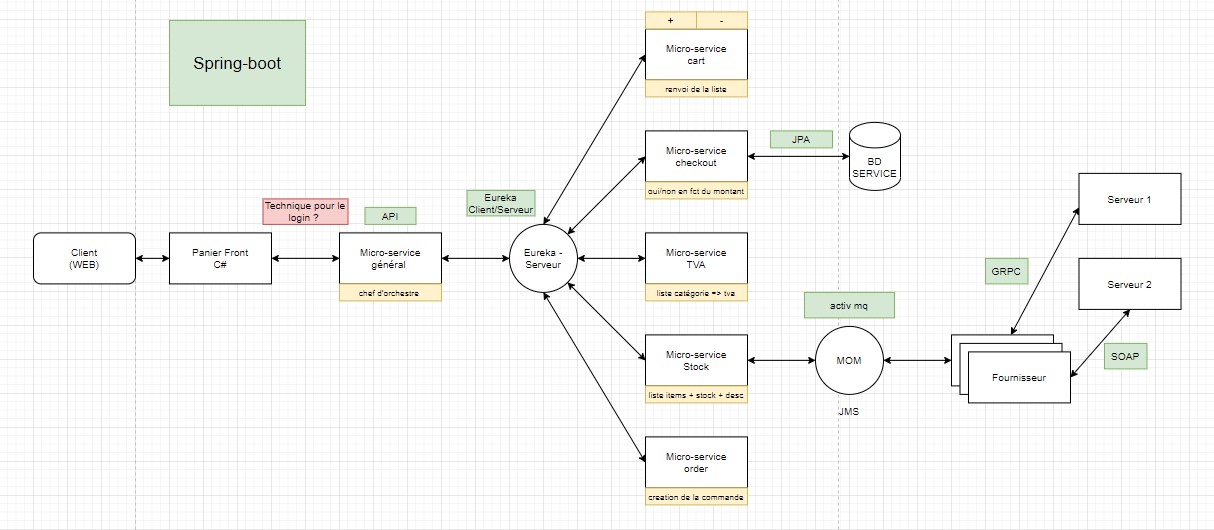 Spring-boot
+ -
Micro-service
cart
renvoi de la liste
Micro-service
checkout
oui/non en fct du montant
JPA
BD
SERVICE
Technique pour le
login ?
API
Eureka
Client/Serveur
Client
(WEB)
Panier Front
C#
Micro-service
général
chef d'orchestre
Eureka -
Serveur
Micro-service
TVA
liste catégorie => tva
Serveur 1
GRPC
Serveur 2
activ mq
Micro-service
Stock
liste items + stock + desc
MOM
JMS
Fournisseur
SOAP
Micro-service
order
creation de la commande